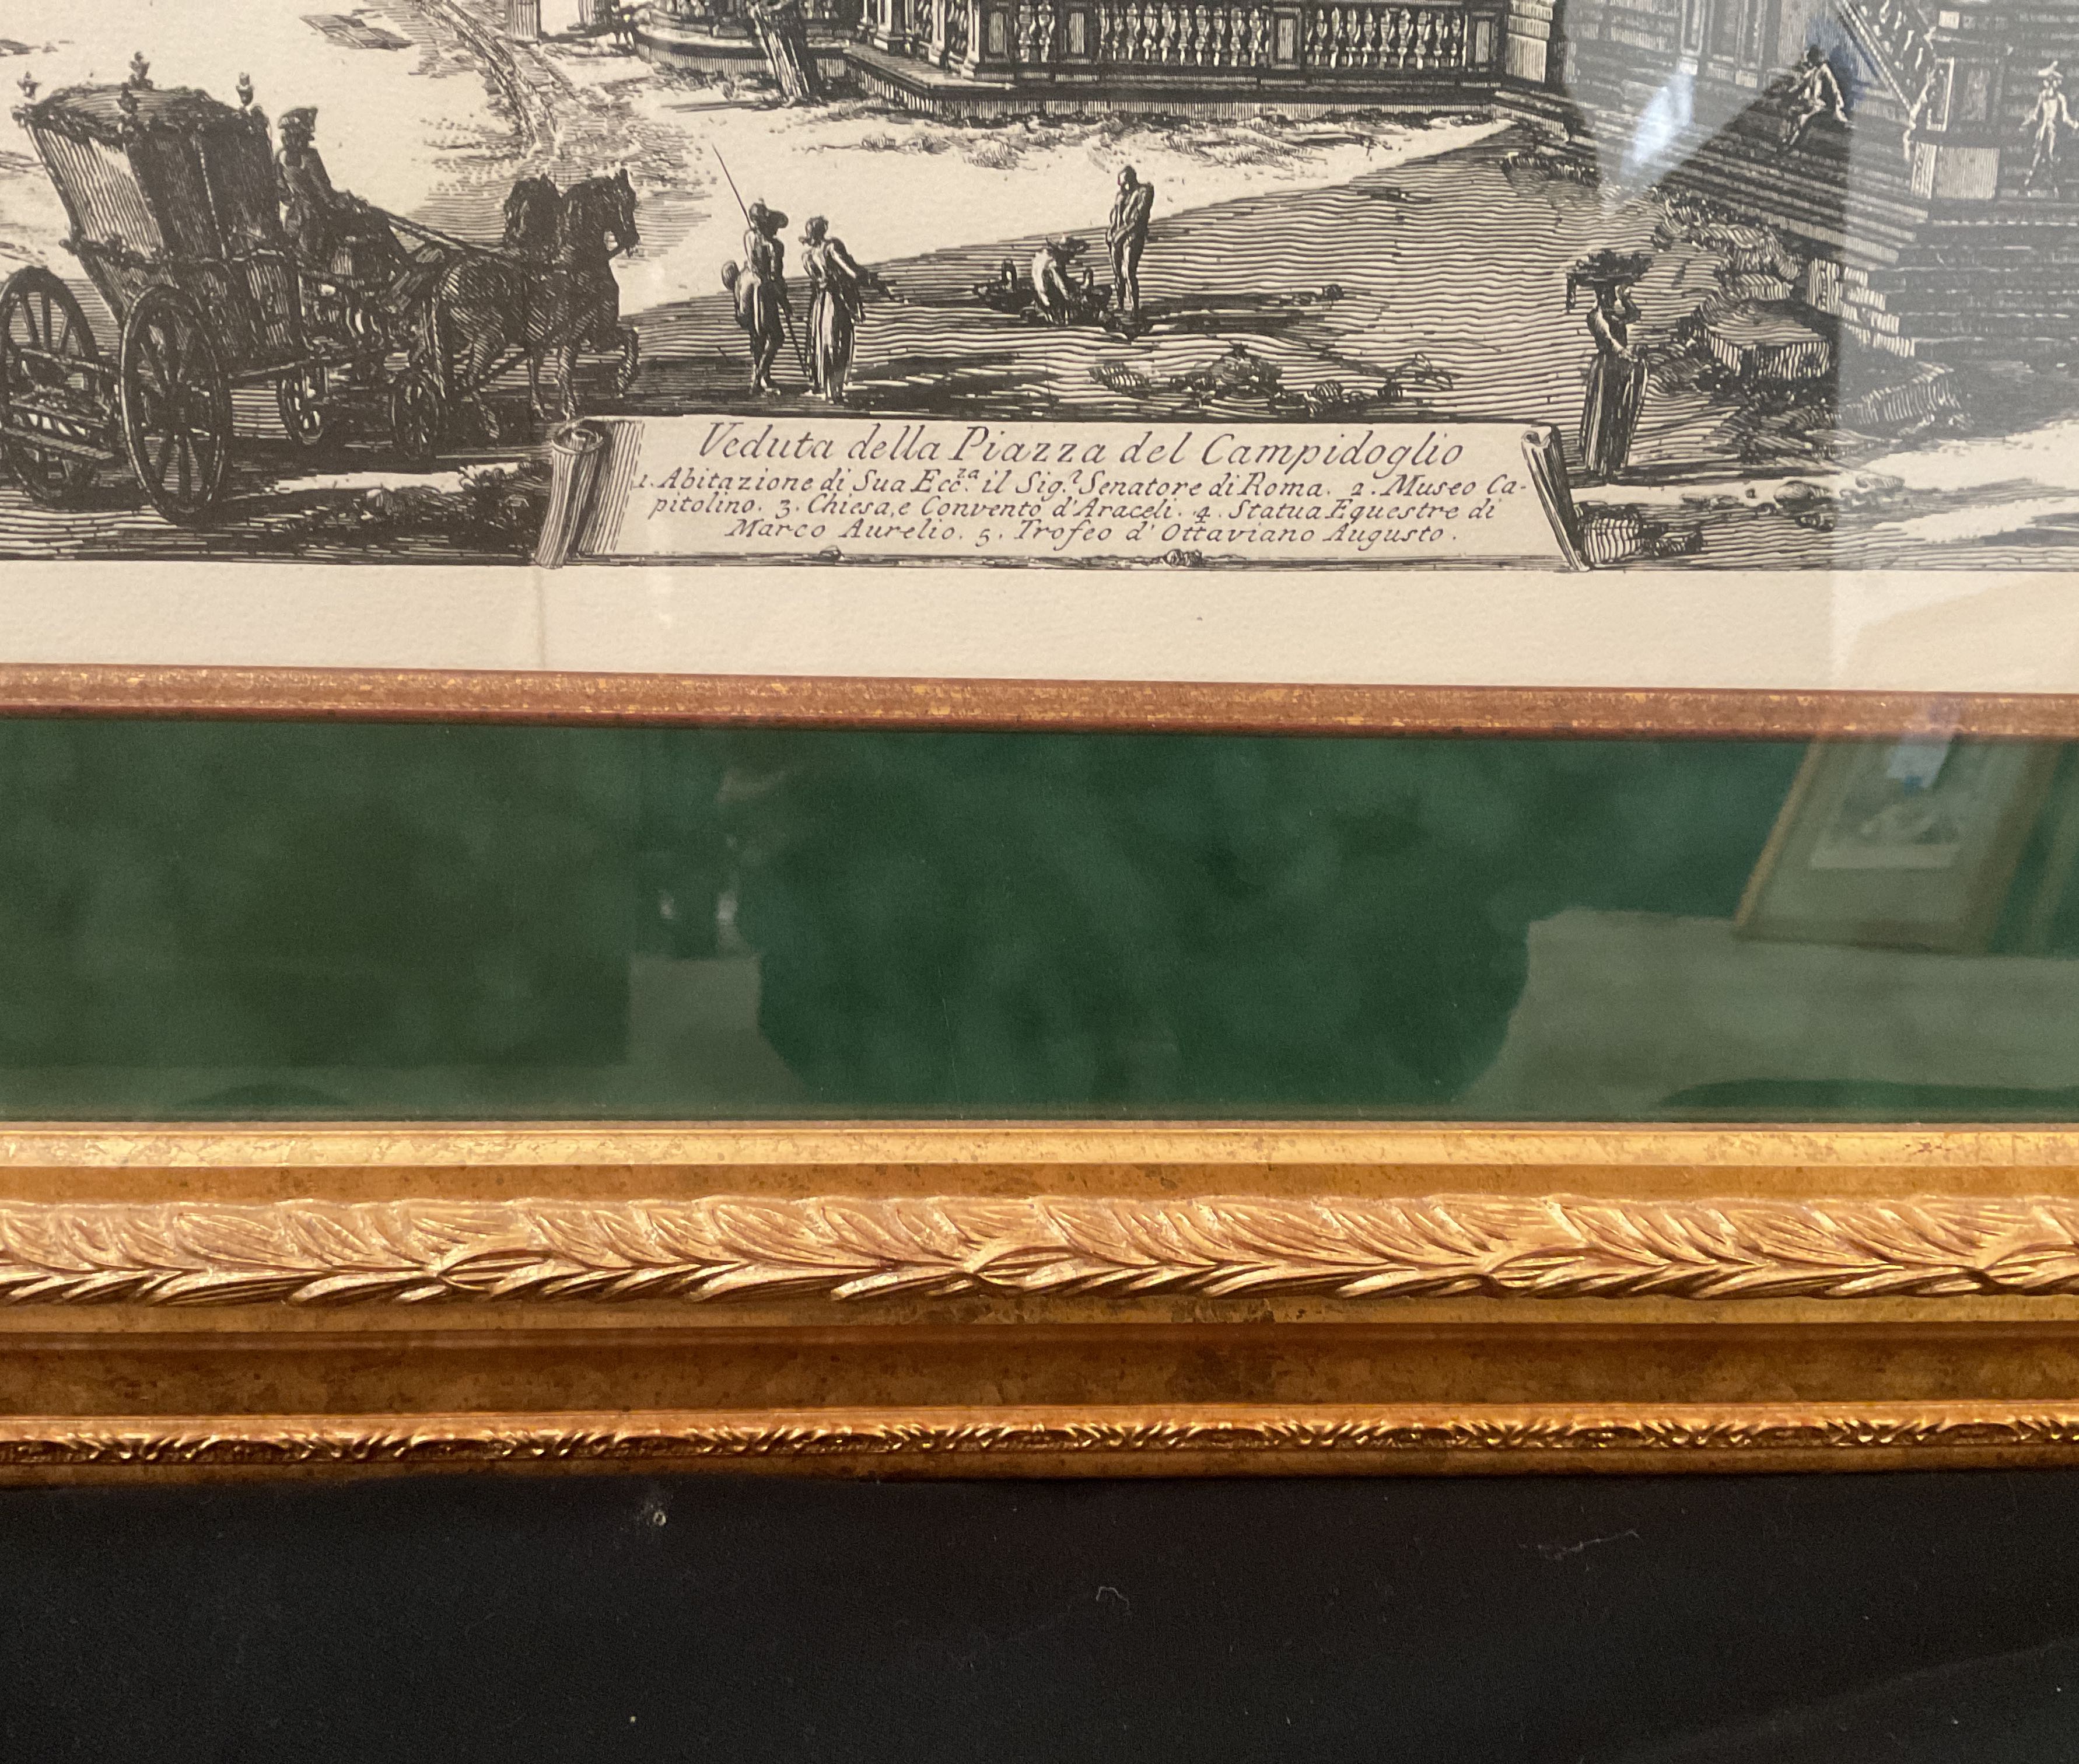 Veduta della Piazza del Campidoglio
1. Abitazione di Sua Ecc.za il Sig.r Senatore di Roma. 2. Museo Ca-
pitolino. 3. Chiesa, e Convento d'Araceli. 4. Statua Equestre di
Marco Aurelio. 5. Trofeo d'Ottaviano Augusto.